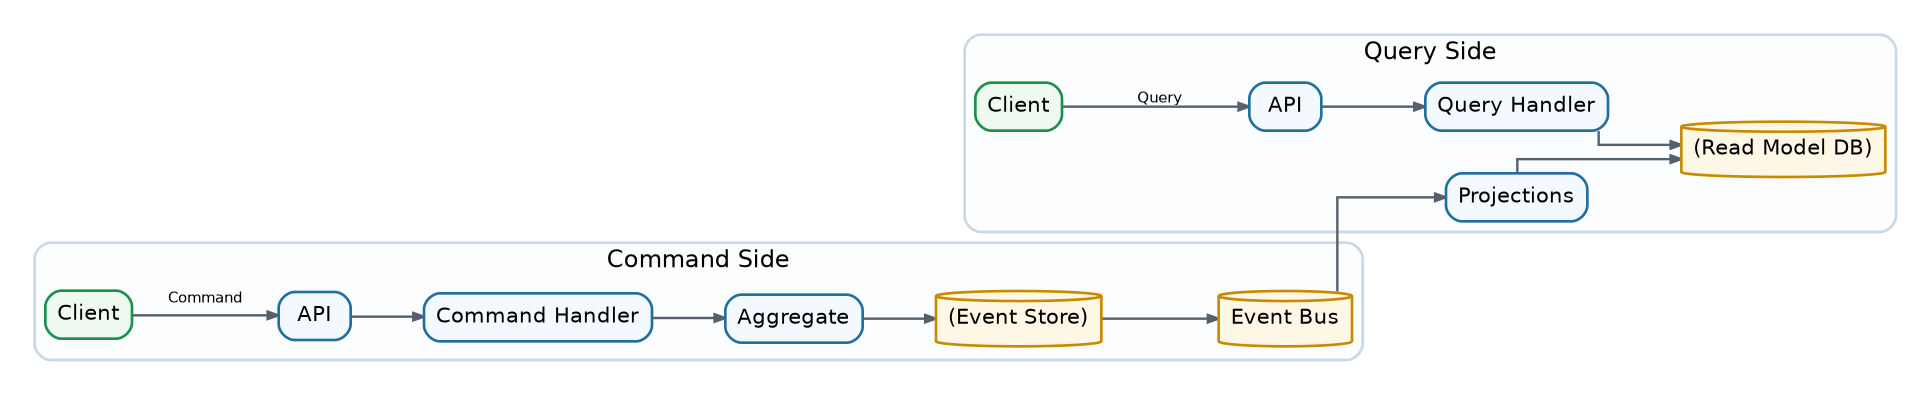 Query Side
Client
Query
API
Query Handler
(Read Model DB)
Projections
Command Side
Client
Command
API
Command Handler
Aggregate
(Event Store)
Event Bus